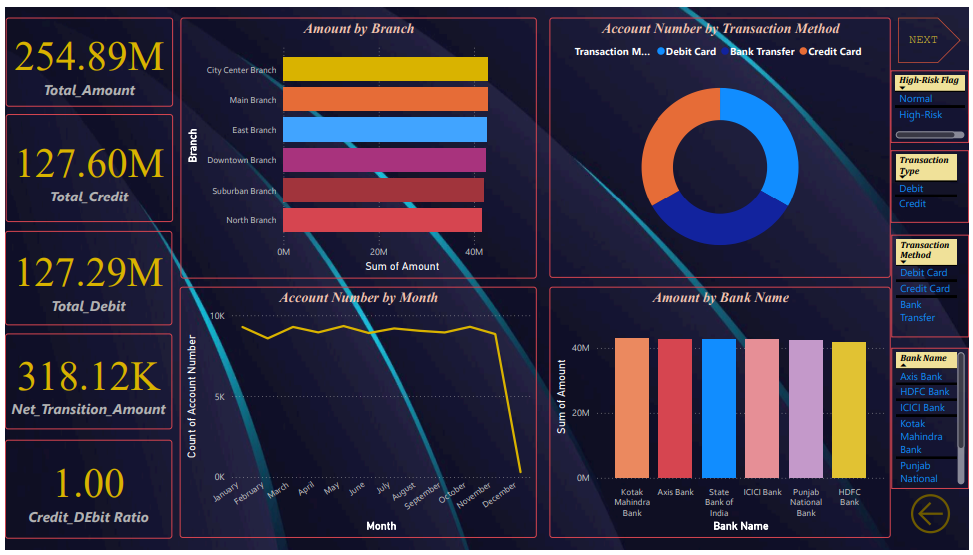 254.89M
Total_Amount
127.60M
Total_Credit
127.29M
Total_Debit
318.12K
Net_Transition_Amount
1.00
Credit_DEbit Ratio
Amount by Branch
Branch
City Center Branch
Main Branch
East Branch
Downtown Branch
Suburban Branch
North Branch
0M
20M
40M
Sum of Amount
Account Number by Transaction Method
Transaction M... Debit Card Bank Transfer Credit Card
Account Number by Month
Count of Account Number
10K
5K
0K
January
February
March
April
May
June
July
August
September
October
November
December
Month
Amount by Bank Name
Sum of Amount
40M
20M
0M
Kotak
Mahindra
Bank
Axis Bank
State
Bank of
India
ICICI Bank
Punjab
National
Bank
HDFC
Bank
Bank Name
NEXT
High-Risk Flag
Normal
High-Risk
Transaction
Type
Debit
Credit
Transaction
Method
Debit Card
Credit Card
Bank
Transfer
Bank Name
Axis Bank
HDFC Bank
ICICI Bank
Kotak
Mahindra
Bank
Punjab
National